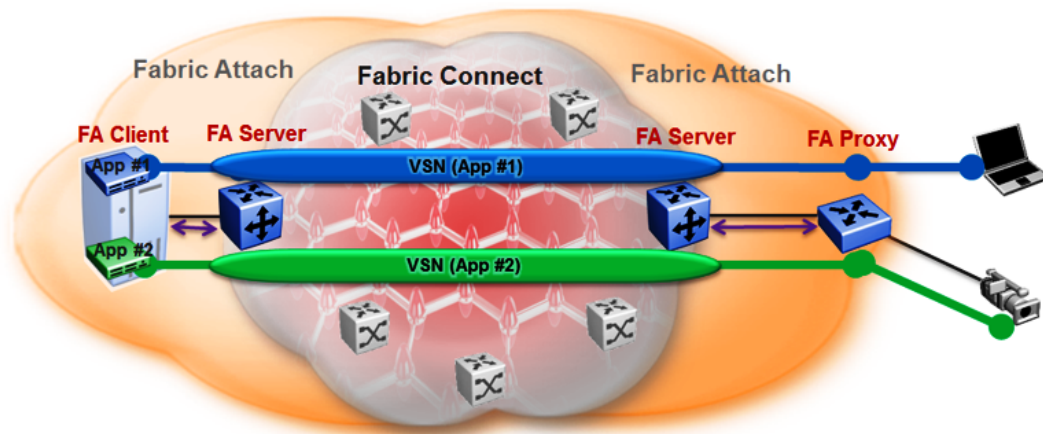 Fabric Attach
Fabric Connect
Fabric Attach
FA Client
FA Server
FA Server
FA Proxy
App #1
VSN (App #1)
App #2
VSN (App #2)